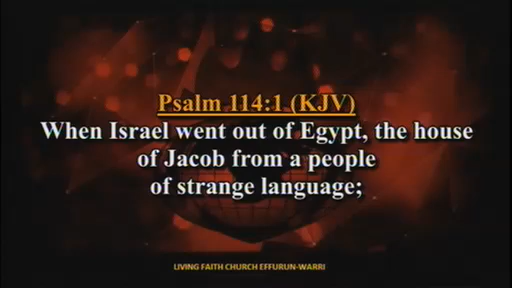 Psalm 114:1 (KJV)
When Israel went out of Egypt, the house
of Jacob from a people
of strange language;
LIVING FAITH CHURCH EFFURUN-WARRI